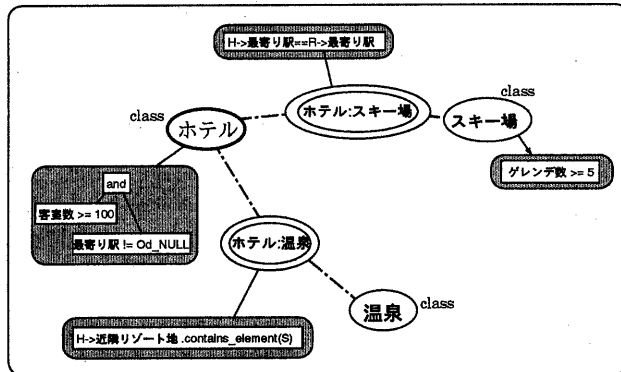 H->最寄り駅==R->最寄り駅
class
ホテル
ホテル:スキー場
class
スキー場
ゲレンデ数 >= 5
and
客室数 >= 100
最寄り駅 != Od_NULL
ホテル:温泉
温泉
class
H->近隣リゾート地 .contains_element(S)